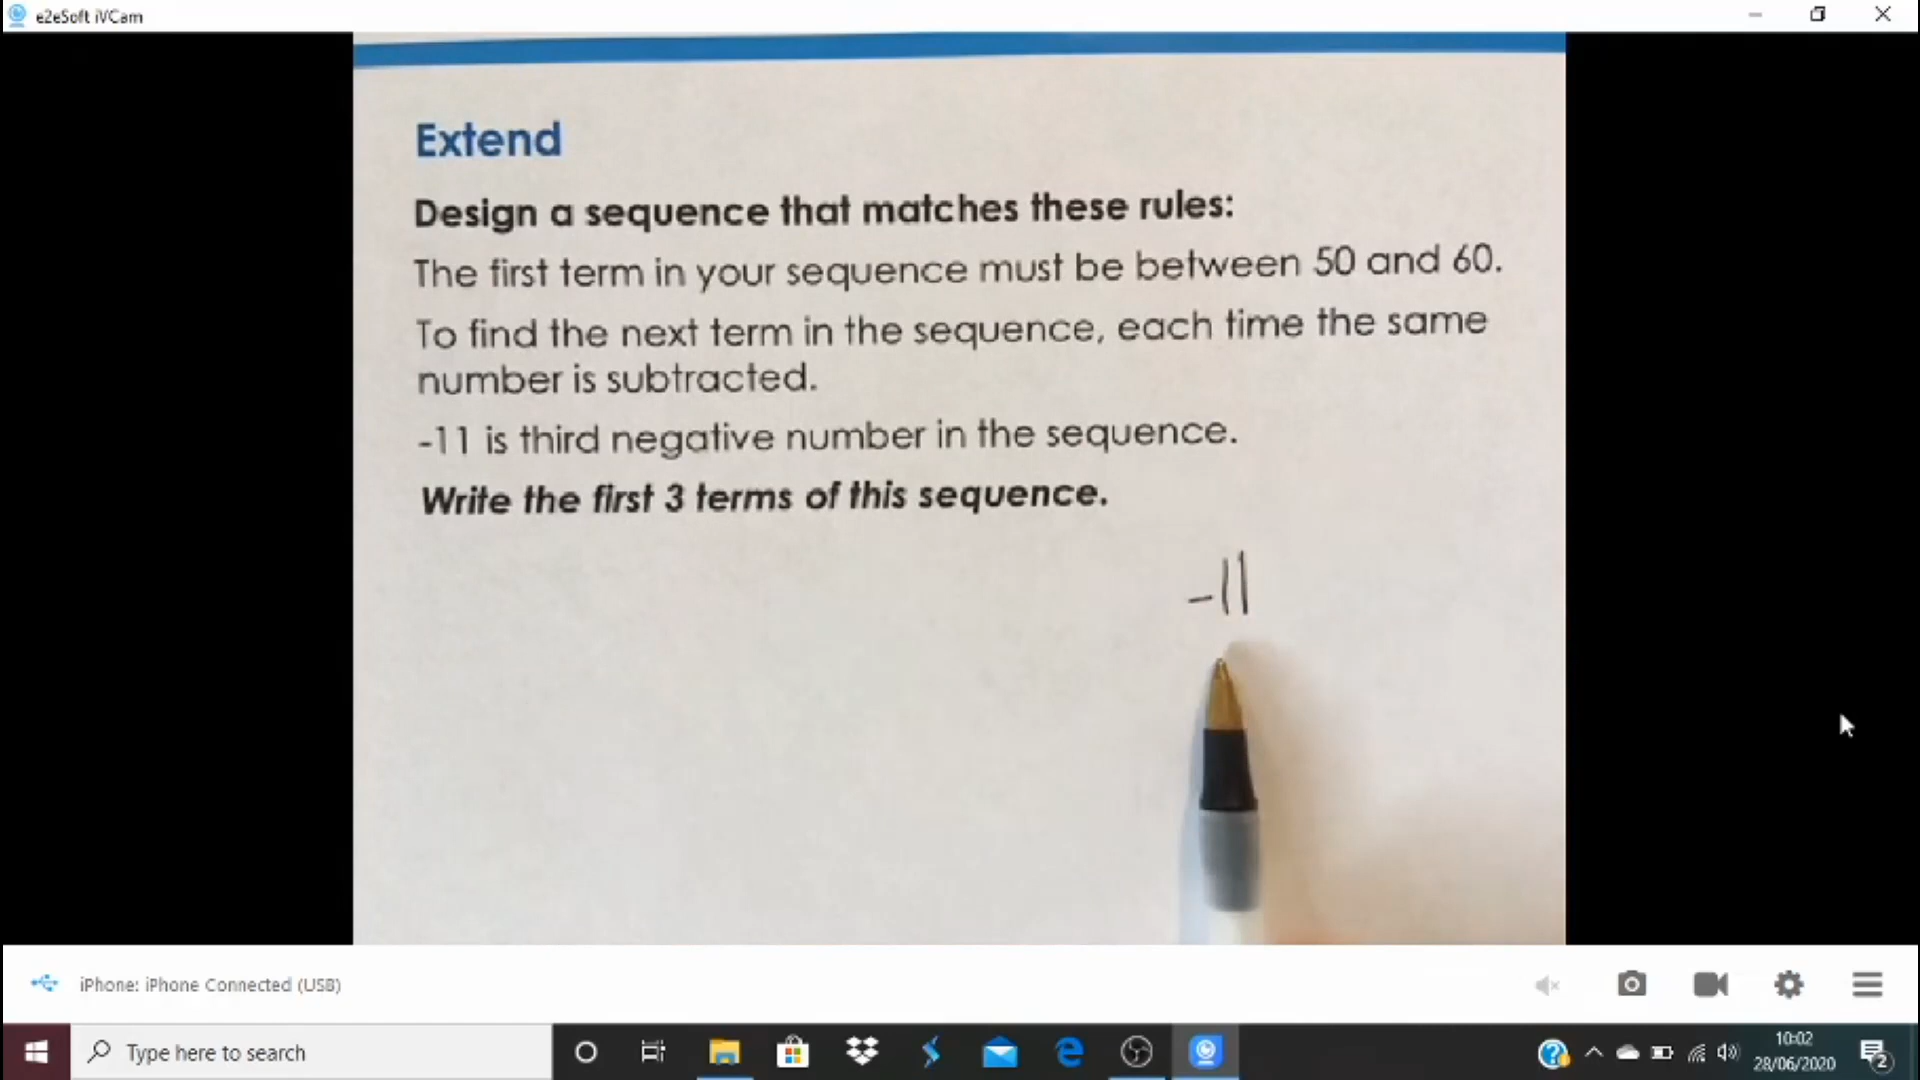 e2eSoft iVCam
Extend
Design a sequence that matches these rules:
The first term in your sequence must be between 50 and 60.
To find the next term in the sequence, each time the same
number is subtracted.
-11 is third negative number in the sequence.
Write the first 3 terms of this sequence.
-11
iPhone: iPhone Connected (USB)
Type here to search
10:02
28/06/2020
2